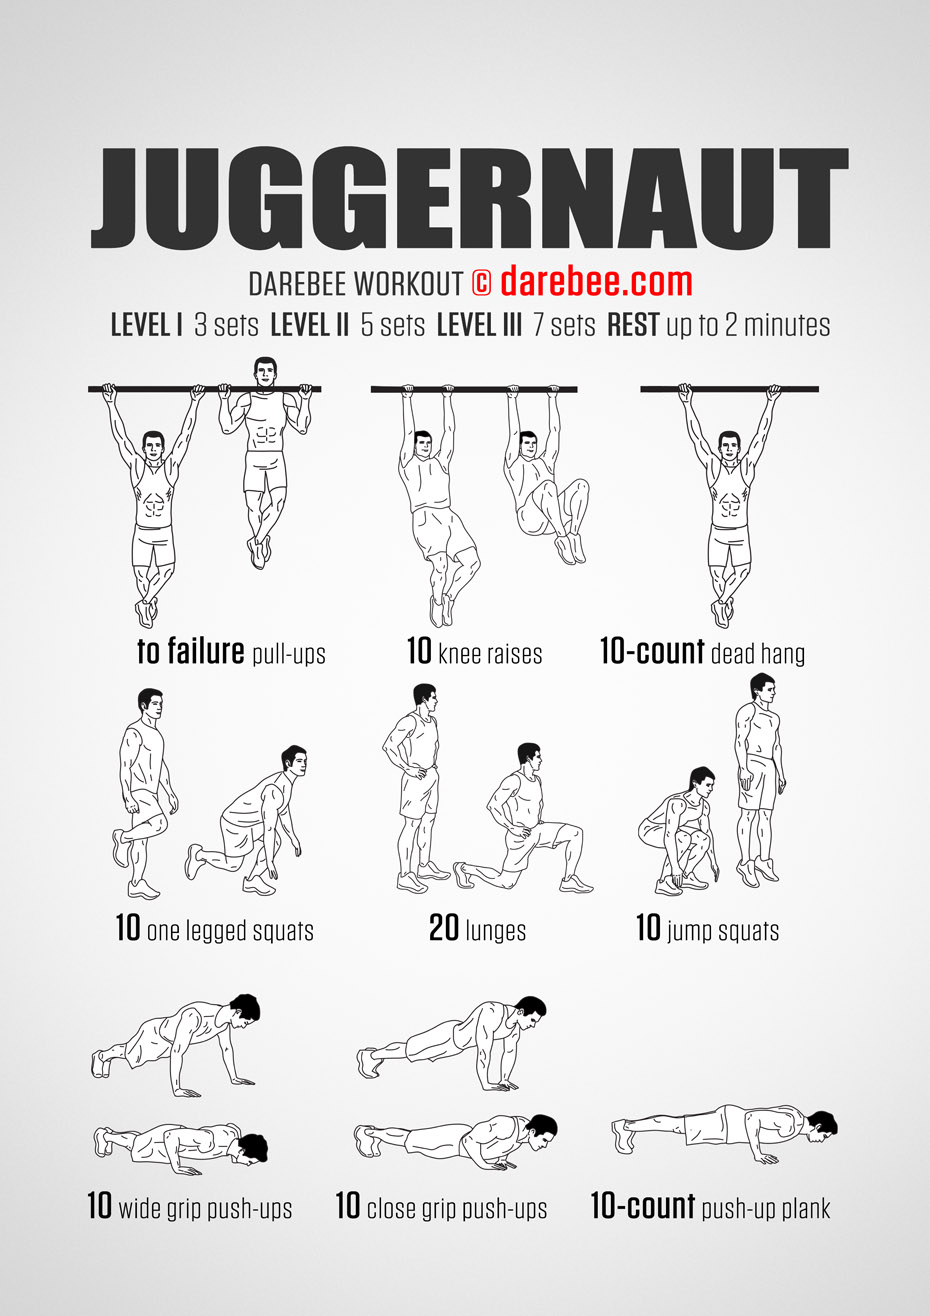 JUGGERNAUT
DAREBEE WORKOUT © darebee.com
LEVEL I 3 sets LEVEL II 5 sets LEVEL III 7 sets REST up to 2 minutes
to failure pull-ups
10 knee raises
10-count dead hang
10 one legged squats
20 lunges
10 jump squats
10 wide grip push-ups
10 close grip push-ups
10-count push-up plank